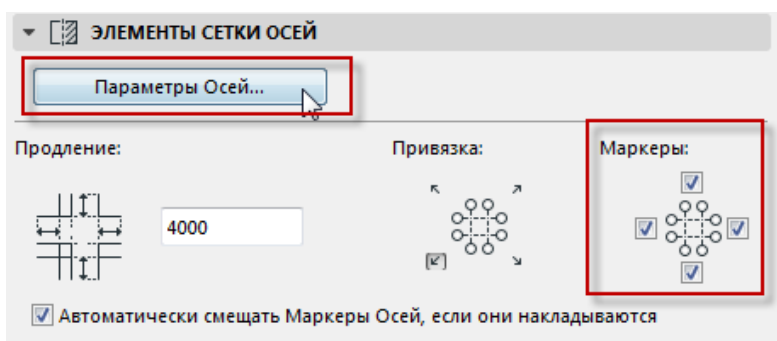 ЭЛЕМЕНТЫ СЕТКИ ОСЕЙ
Параметры Осей...
Продление: Привязка: Маркеры:
4000
Автоматически смещать Маркеры Осей, если они накладываются